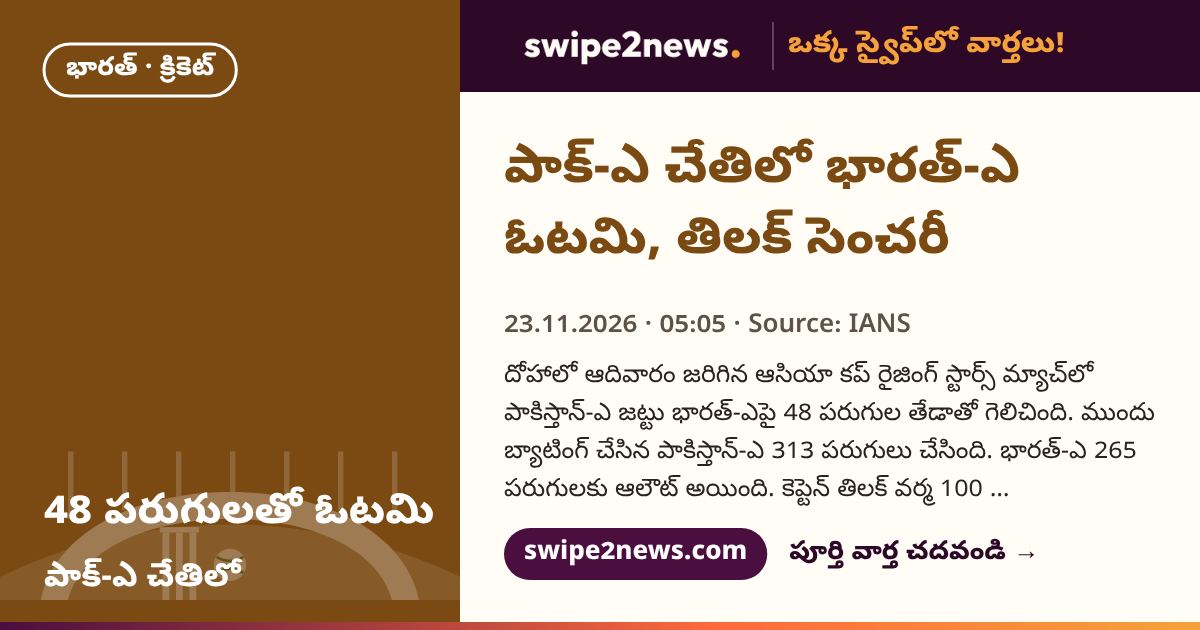 భారత్ · క్రికెట్
48 పరుగులతో ఓటమి
పాక్-ఎ చేతిలో
swipe2news.
ఒక్క స్వైప్‌లో వార్తలు!
పాక్-ఎ చేతిలో భారత్-ఎ
ఓటమి, తిలక్ సెంచరీ
23.11.2026 · 05:05 · Source: IANS
దోహాలో ఆదివారం జరిగిన ఆసియా కప్ రైజింగ్ స్టార్స్ మ్యాచ్‌లో
పాకిస్తాన్-ఎ జట్టు భారత్-ఎపై 48 పరుగుల తేడాతో గెలిచింది. ముందు
బ్యాటింగ్ చేసిన పాకిస్తాన్-ఎ 313 పరుగులు చేసింది. భారత్-ఎ 265
పరుగులకు ఆలౌట్ అయింది. కెప్టెన్ తిలక్ వర్మ 100 ...
swipe2news.com
పూర్తి వార్త చదవండి →